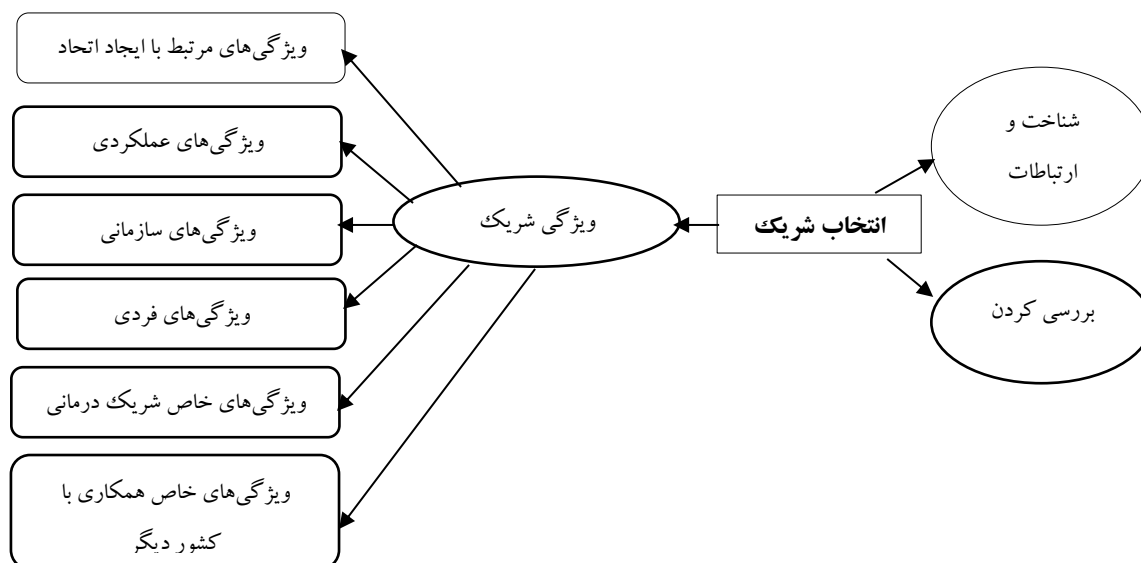 شناخت و
ارتباطات
انتخاب شریک
بررسی کردن
ویژگی شریک
ویژگی‌های مرتبط با ایجاد اتحاد
ویژگی‌های عملکردی
ویژگی‌های سازمانی
ویژگی‌های فردی
ویژگی‌های خاص شریک درمانی
ویژگی‌های خاص همکاری با
کشور دیگر